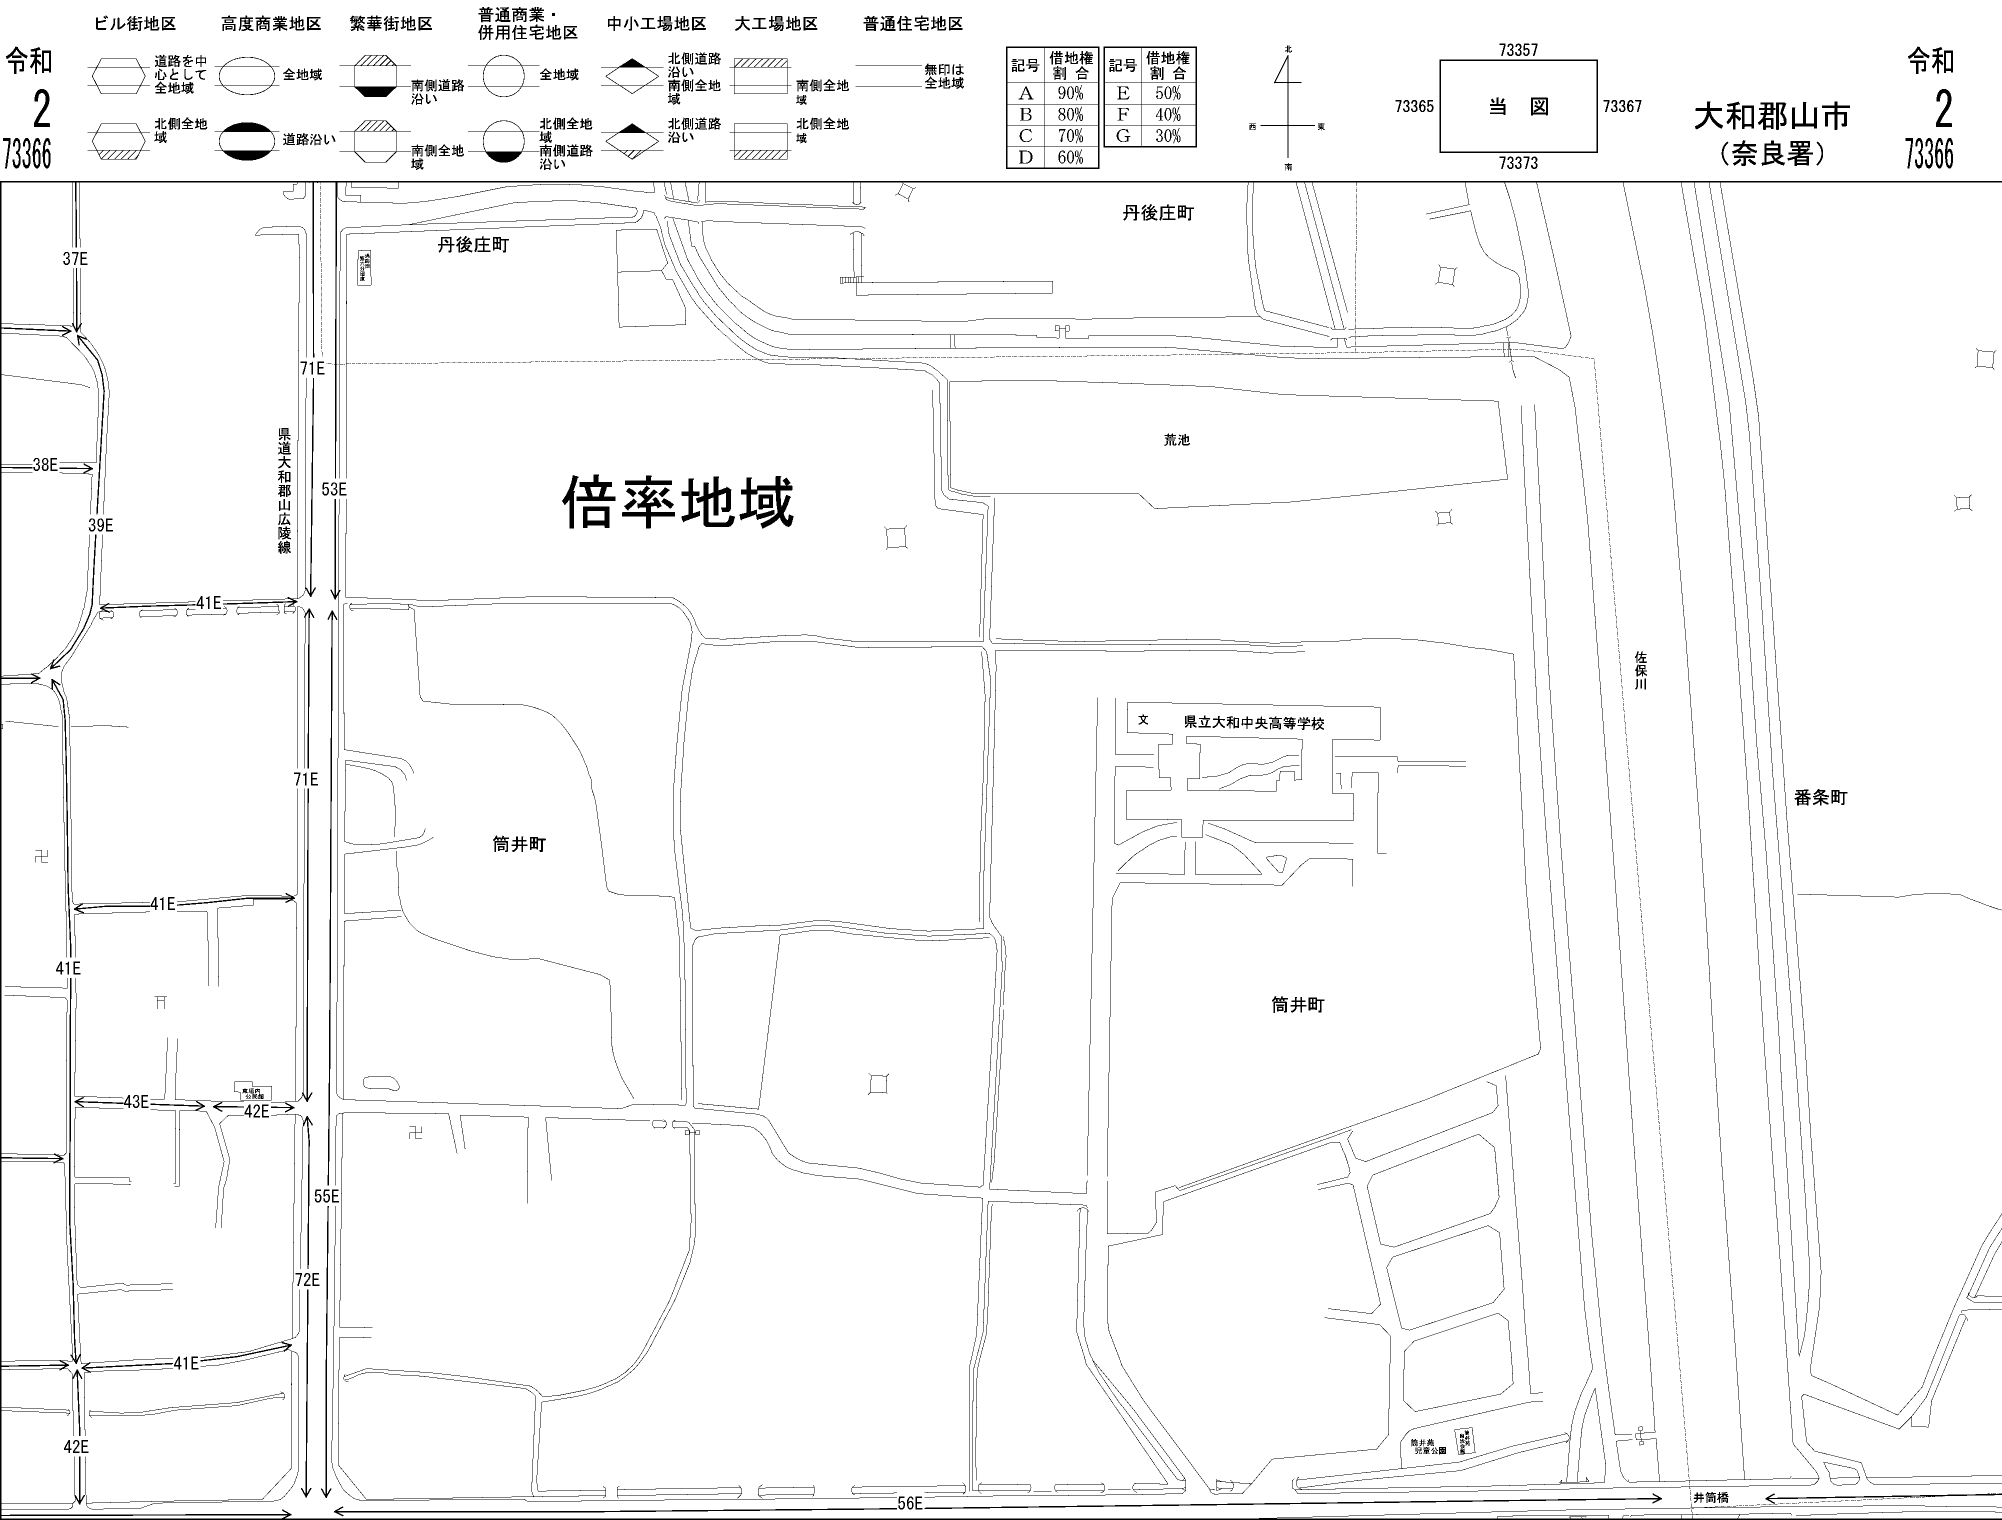 令和
2
73366
ビル街地区
高度商業地区
繁華街地区
普通商業・
併用住宅地区
中小工場地区
大工場地区
普通住宅地区
道路を中
心として
全地域
全地域
南側道路
沿い
全地域
北側道路
沿い
南側全地
域
南側全地
域
無印は
全地域
北側全地
域
道路沿い
南側全地
域
北側全地
域
南側道路
沿い
北側道路
沿い
北側全地
域
記号 借地権割合
A 90%
B 80%
C 70%
D 60%
記号 借地権割合
E 50%
F 40%
G 30%
北
西
東
南
73357
73365
当 図
73367
73373
大和郡山市
（奈良署）
令和
2
73366
丹後庄町
丹後庄町
37E
71E
県道大和郡山広陵線
38E
53E
39E
荒池
倍率地域
41E
佐保川
文
県立大和中央高等学校
71E
番条町
筒井町
41E
41E
筒井町
43E
42E
55E
72E
41E
42E
筒井苑
児童公園
56E
井筒橋